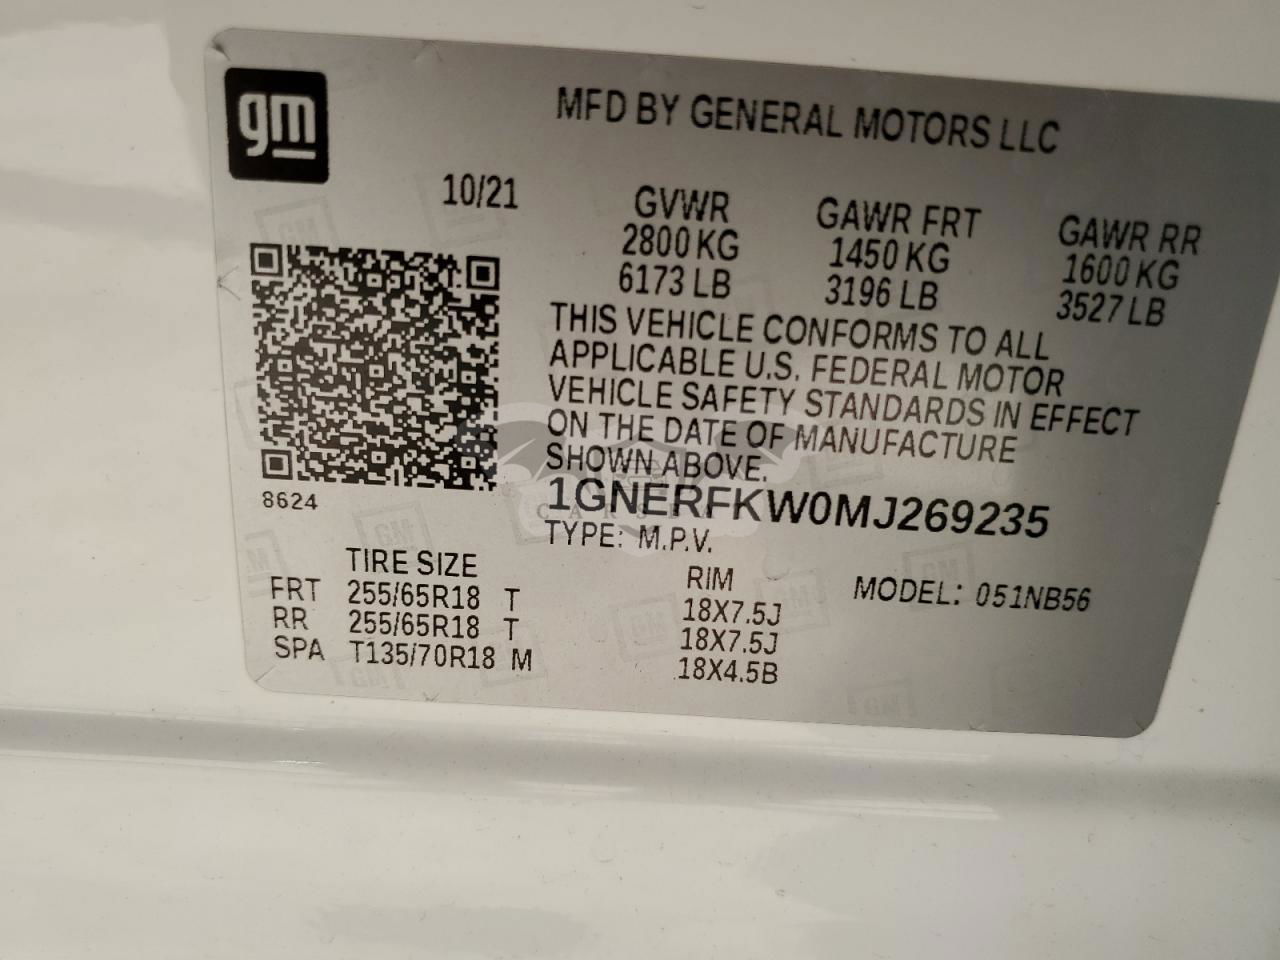 gm
MFD BY GENERAL MOTORS LLC
10/21
GVWR GAWR FRT GAWR RR
2800 KG 1450 KG 1600 KG
6173 LB 3196 LB 3527 LB
THIS VEHICLE CONFORMS TO ALL
APPLICABLE U.S. FEDERAL MOTOR
VEHICLE SAFETY STANDARDS IN EFFECT
ON THE DATE OF MANUFACTURE
SHOWN ABOVE.
8624
1GNERFKW0MJ269235
TYPE: M.P.V.
TIRE SIZE RIM MODEL: 051NB56
FRT 255/65R18 T 18X7.5J
RR 255/65R18 T 18X7.5J
SPA T135/70R18 M 18X4.5B